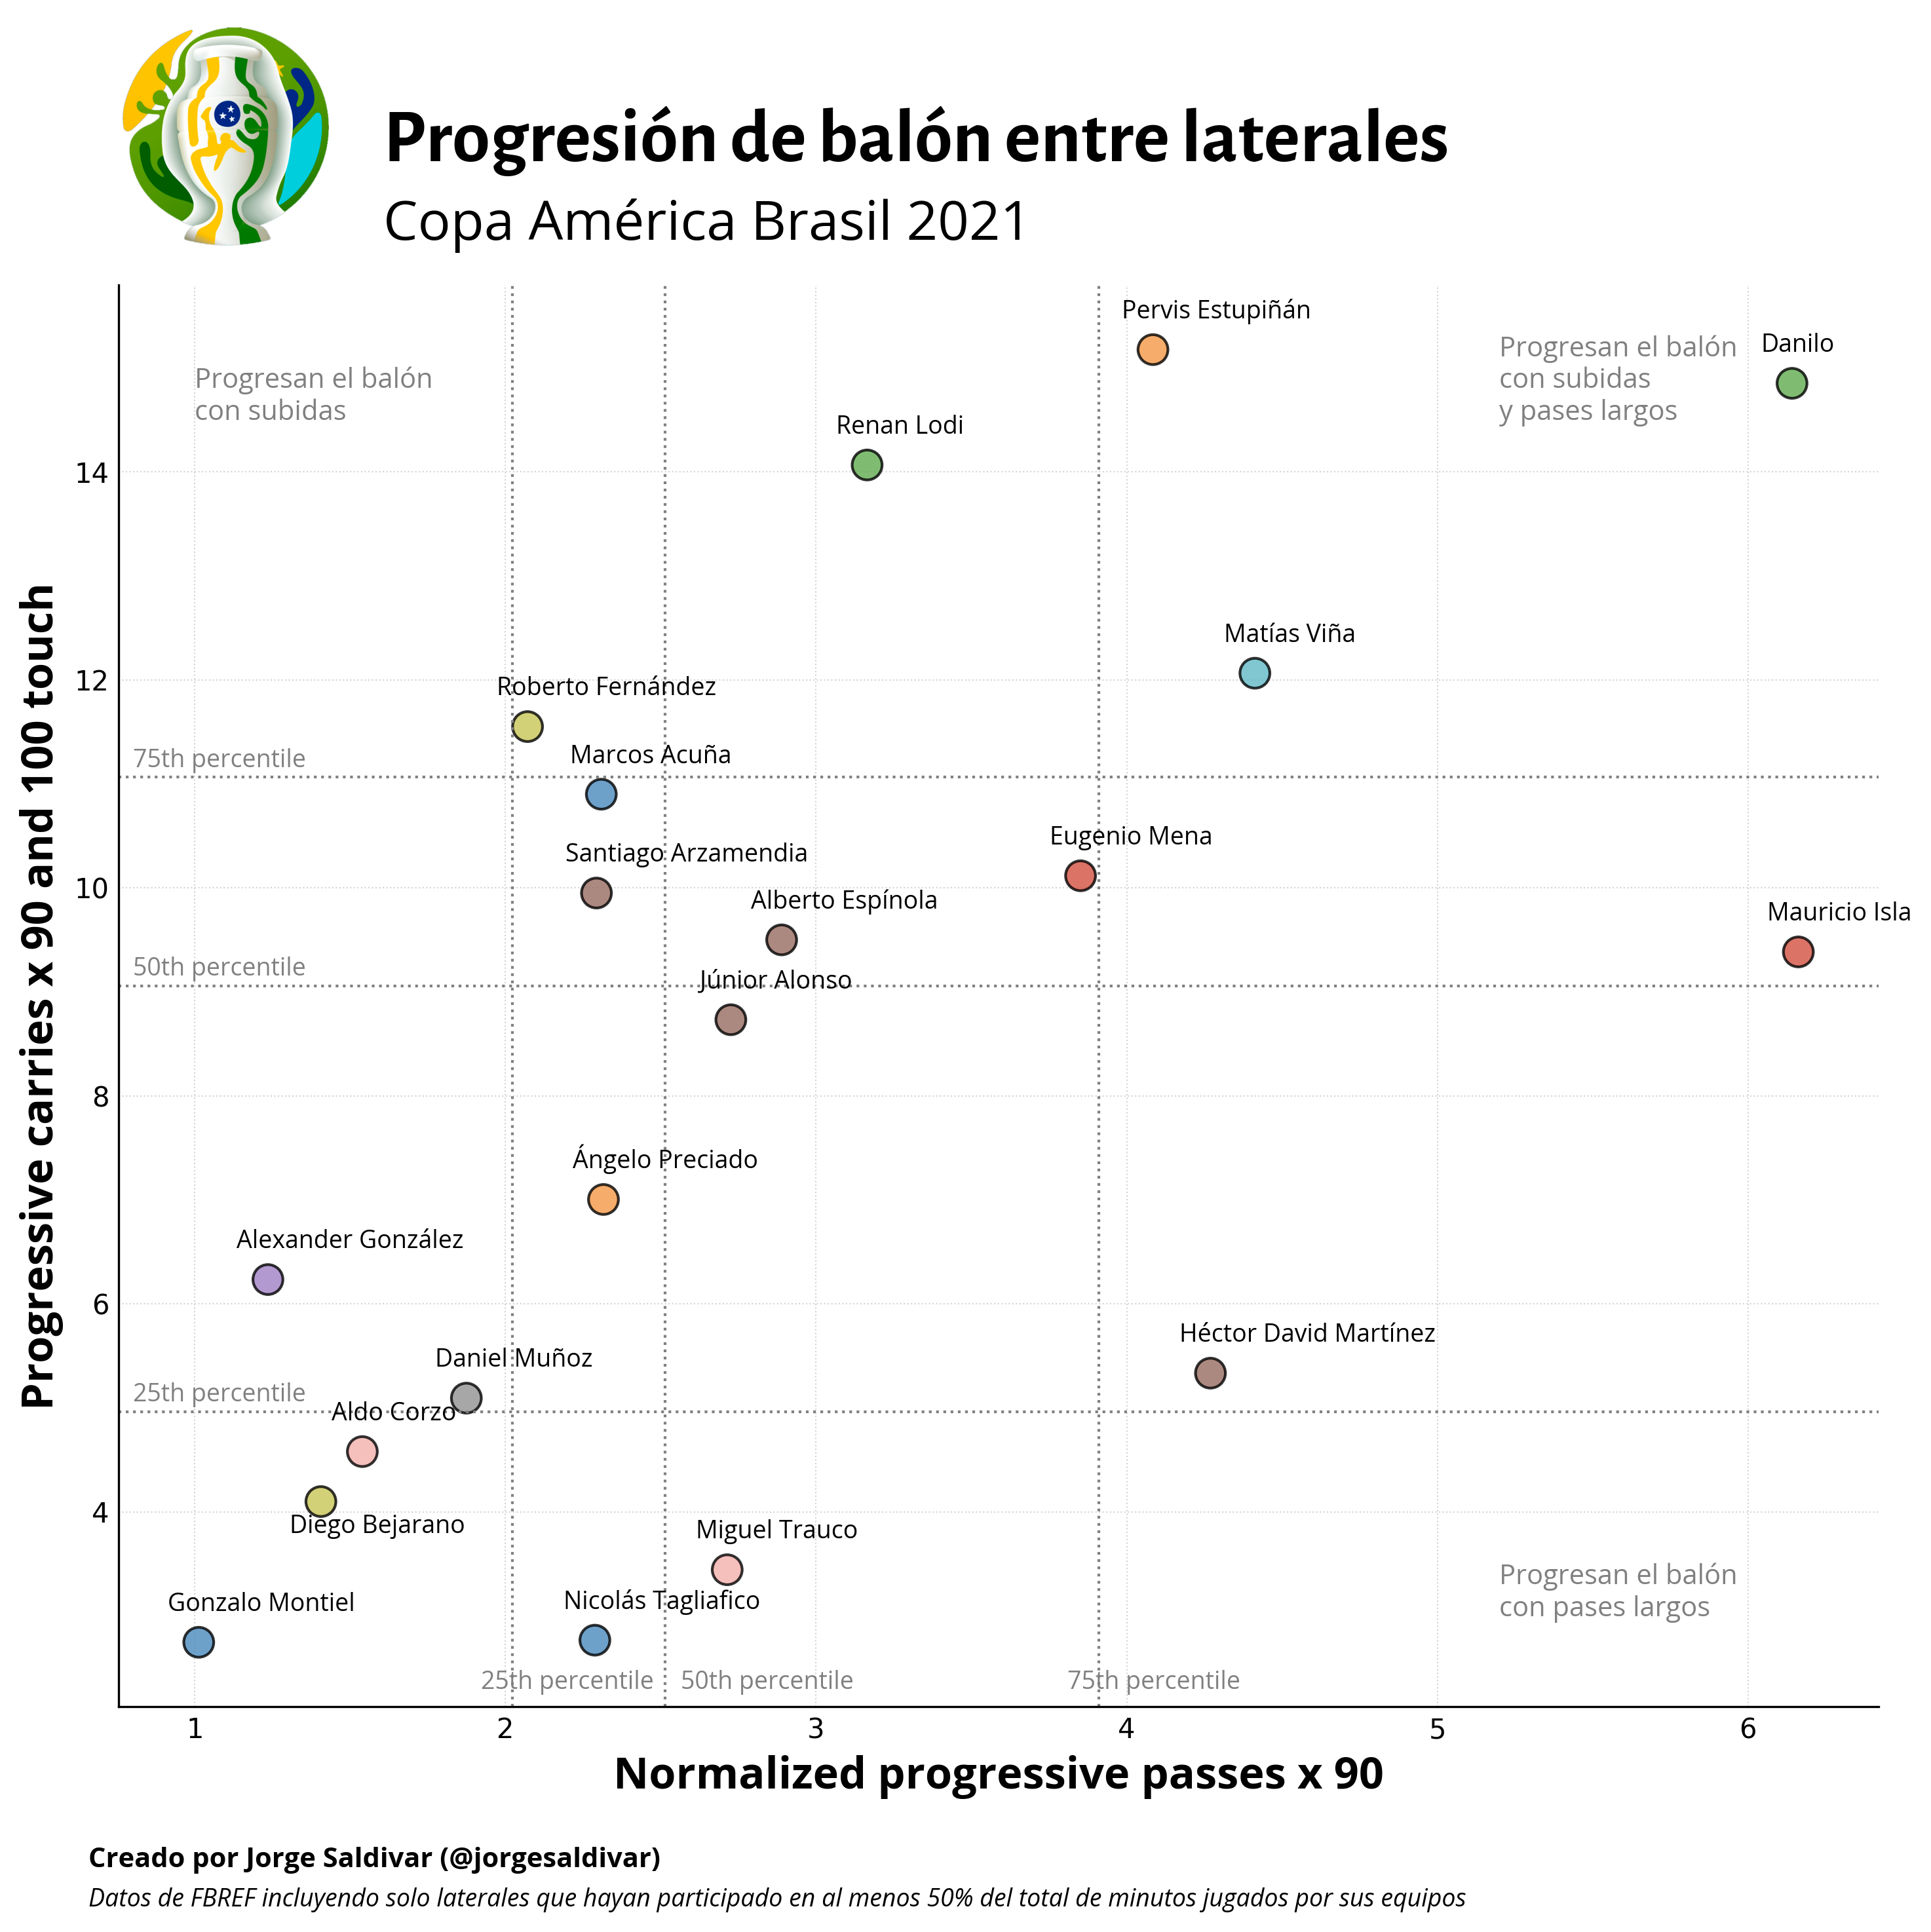 Progresión de balón entre laterales
Copa América Brasil 2021
Pervis Estupiñán
Danilo
Progresan el balón
con subidas
Progresan el balón
con subidas
y pases largos
Renan Lodi
14
Matías Viña
12
Roberto Fernández
Marcos Acuña
75th percentile
Eugenio Mena
Santiago Arzamendia
10
Alberto Espínola
Mauricio Isla
50th percentile
Júnior Alonso
8
Ángelo Preciado
Alexander González
6
Héctor David Martínez
Daniel Muñoz
25th percentile
Aldo Corzo
4
Diego Bejarano
Miguel Trauco
Progresan el balón
con pases largos
Gonzalo Montiel
Nicolás Tagliafico
25th percentile
50th percentile
75th percentile
Progressive carries x 90 and 100 touch
1 2 3 4 5 6
Normalized progressive passes x 90
Creado por Jorge Saldivar (@jorgesaldivar)
Datos de FBREF incluyendo solo laterales que hayan participado en al menos 50% del total de minutos jugados por sus equipos